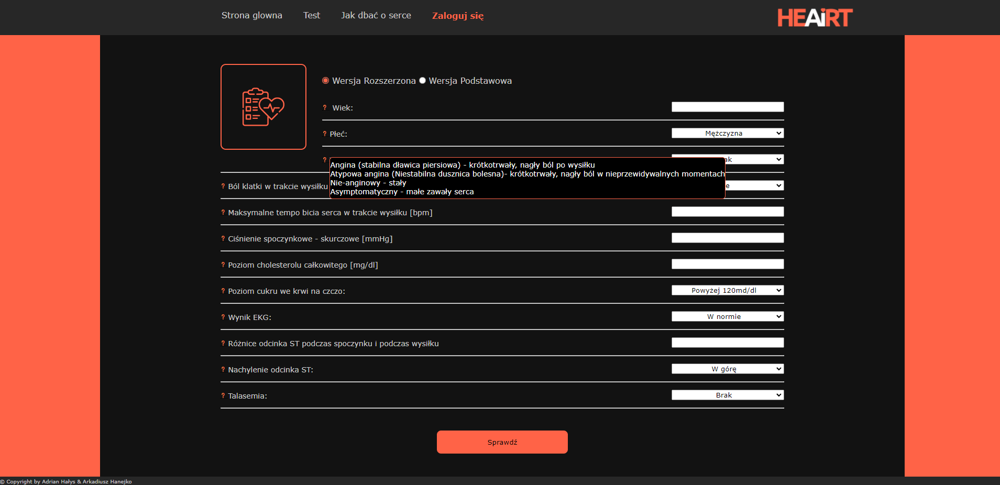 Strona glowna Test Jak dbać o serce Zaloguj się HEAiRT
Wersja Rozszerzona Wersja Podstawowa
? Wiek:
? Płeć: Mężczyzna
?
Angina (stabilna dławica piersiowa) - krótkotrwały, nagły ból po wysiłku
Atypowa angina (Niestabilna dusznica bolesna)- krótkotrwały, nagły ból w nieprzewidywalnych momentach
Nie-anginowy - stały
Asymptomatyczny - małe zawały serca
? Ból klatki w trakcie wysiłku
? Maksymalne tempo bicia serca w trakcie wysiłku [bpm]
? Ciśnienie spoczynkowe - skurczowe [mmHg]
? Poziom cholesterolu całkowitego [mg/dl]
? Poziom cukru we krwi na czczo: Powyżej 120md/dl
? Wynik EKG: W normie
? Różnice odcinka ST podczas spoczynku i podczas wysiłku
? Nachylenie odcinka ST: W górę
? Talasemia: Brak
Sprawdź
© Copyright by Adrian Hałys & Arkadiusz Hanejko